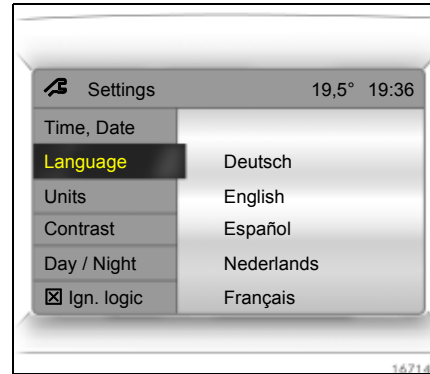 Settings 19,5° 19:36
Time, Date
Language Deutsch
Units English
Contrast Español
Day / Night Nederlands
☒ Ign. logic Français
16714